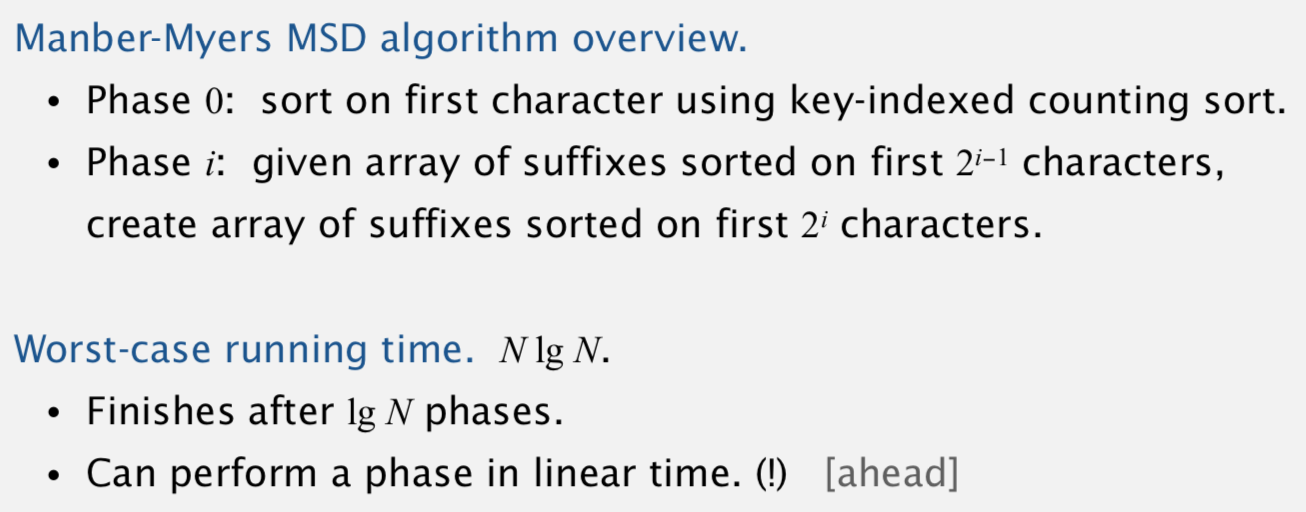 Manber-Myers MSD algorithm overview.
• Phase 0: sort on first character using key-indexed counting sort.
• Phase i: given array of suffixes sorted on first 2^{i–1} characters,
create array of suffixes sorted on first 2^i characters.
Worst-case running time. N lg N.
• Finishes after lg N phases.
• Can perform a phase in linear time. (!) [ahead]